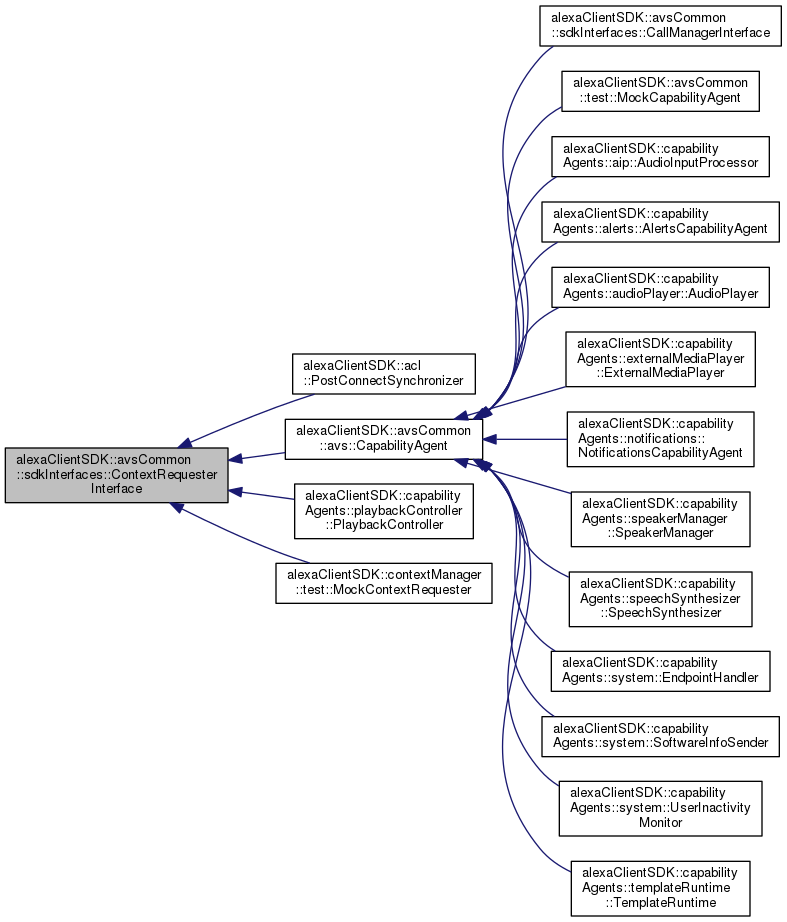 alexaClientSDK::avsCommon
::sdkInterfaces::ContextRequester
Interface
alexaClientSDK::acl
::PostConnectSynchronizer
alexaClientSDK::avsCommon
::avs::CapabilityAgent
alexaClientSDK::capability
Agents::playbackController
::PlaybackController
alexaClientSDK::contextManager
::test::MockContextRequester
alexaClientSDK::avsCommon
::sdkInterfaces::CallManagerInterface
alexaClientSDK::avsCommon
::test::MockCapabilityAgent
alexaClientSDK::capability
Agents::aip::AudioInputProcessor
alexaClientSDK::capability
Agents::alerts::AlertsCapabilityAgent
alexaClientSDK::capability
Agents::audioPlayer::AudioPlayer
alexaClientSDK::capability
Agents::externalMediaPlayer
::ExternalMediaPlayer
alexaClientSDK::capability
Agents::notifications::
NotificationsCapabilityAgent
alexaClientSDK::capability
Agents::speakerManager
::SpeakerManager
alexaClientSDK::capability
Agents::speechSynthesizer
::SpeechSynthesizer
alexaClientSDK::capability
Agents::system::EndpointHandler
alexaClientSDK::capability
Agents::system::SoftwareInfoSender
alexaClientSDK::capability
Agents::system::UserInactivity
Monitor
alexaClientSDK::capability
Agents::templateRuntime
::TemplateRuntime